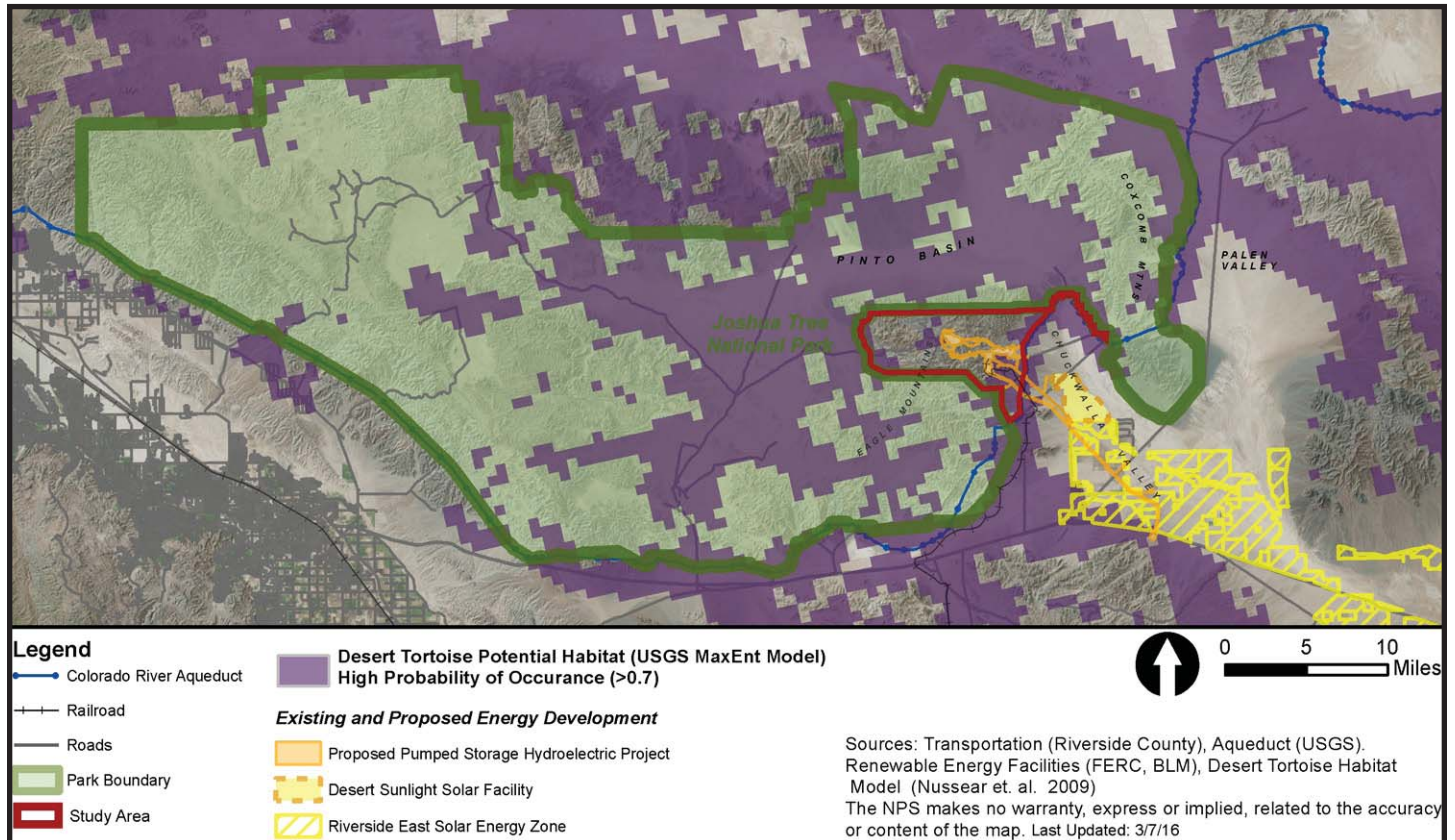 COXCOMB MTNS
PINTO BASIN
PALEN
VALLEY
Joshua Tree
National Park
EAGLE MOUNTAINS
CHUCKWALLA VALLEY
Legend
Colorado River Aqueduct
Railroad
Roads
Park Boundary
Study Area
Desert Tortoise Potential Habitat (USGS MaxEnt Model)
High Probability of Occurance (>0.7)
Existing and Proposed Energy Development
Proposed Pumped Storage Hydroelectric Project
Desert Sunlight Solar Facility
Riverside East Solar Energy Zone
0 5 10
Miles
Sources: Transportation (Riverside County), Aqueduct (USGS).
Renewable Energy Facilities (FERC, BLM), Desert Tortoise Habitat
Model (Nussear et. al. 2009)
The NPS makes no warranty, express or implied, related to the accuracy
or content of the map. Last Updated: 3/7/16